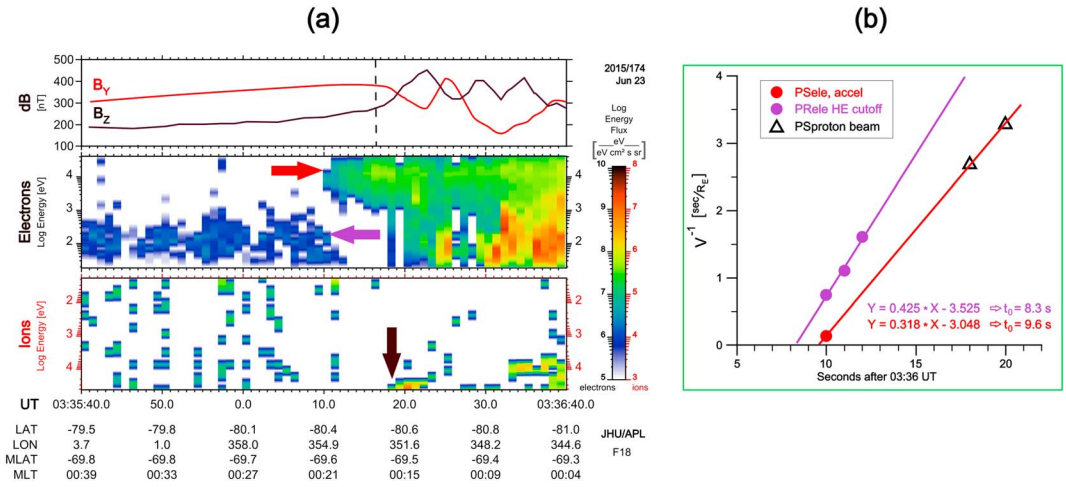 (a)
(b)
500
400
300
200
100
dB
[nT]
BY
BZ
2015/174
Jun 23
Log
Energy
Flux
eV
eV cm² s sr
Electrons
Log Energy [eV]
4
3
2
4
3
2
10
9
8
7
6
5
8
7
6
5
4
3
electrons
ions
Ions
Log Energy [eV]
2
3
4
2
3
4
UT 03:35:40.0 50.0 0.0 10.0 20.0 30.0 03:36:40.0
LAT -79.5 -79.8 -80.1 -80.4 -80.6 -80.8 -81.0
LON 3.7 1.0 358.0 354.9 351.6 348.2 344.6
MLAT -69.8 -69.8 -69.7 -69.6 -69.5 -69.4 -69.3
MLT 00:39 00:33 00:27 00:21 00:15 00:09 00:04
JHU/APL
F18
PSele, accel
PRele HE cutoff
PSproton beam
V⁻¹ [sec/RE]
4
3
2
1
0
Y = 0.425 * X - 3.525 ⇨ t₀ = 8.3 s
Y = 0.318 * X - 3.048 ⇨ t₀ = 9.6 s
5 10 15 20
Seconds after 03:36 UT